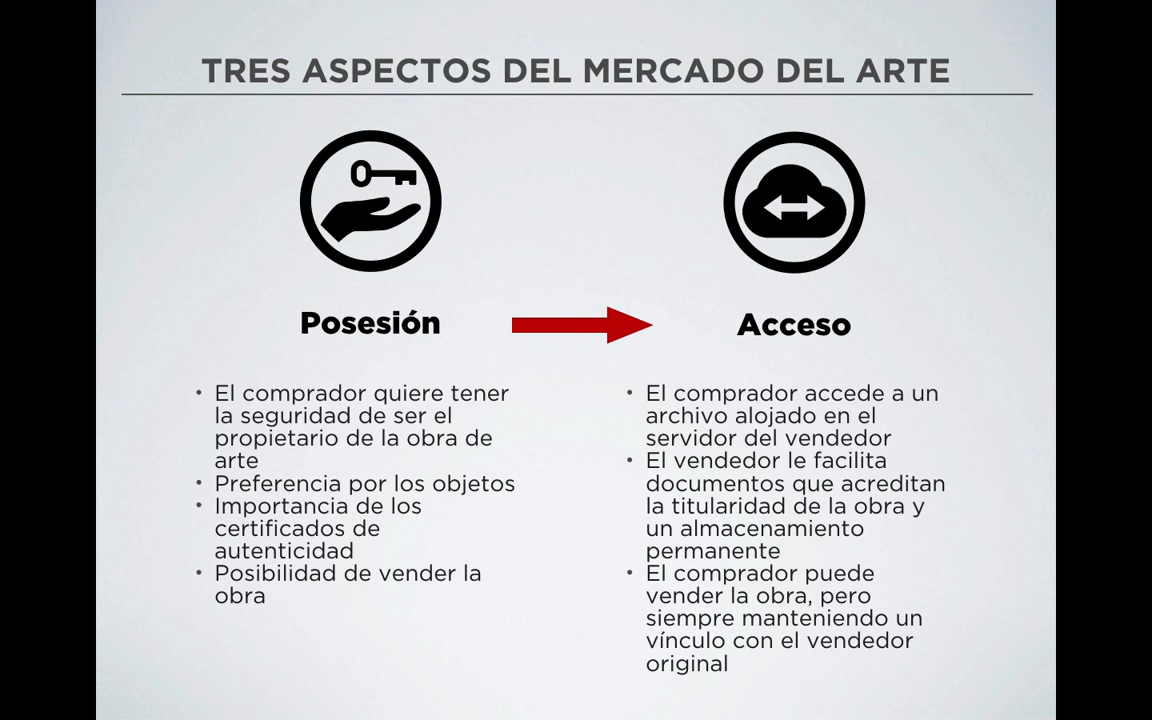 TRES ASPECTOS DEL MERCADO DEL ARTE
Posesión
• El comprador quiere tener
la seguridad de ser el
propietario de la obra de
arte
• Preferencia por los objetos
• Importancia de los
certificados de
autenticidad
• Posibilidad de vender la
obra
Acceso
• El comprador accede a un
archivo alojado en el
servidor del vendedor
• El vendedor le facilita
documentos que acreditan
la titularidad de la obra y
un almacenamiento
permanente
• El comprador puede
vender la obra, pero
siempre manteniendo un
vínculo con el vendedor
original